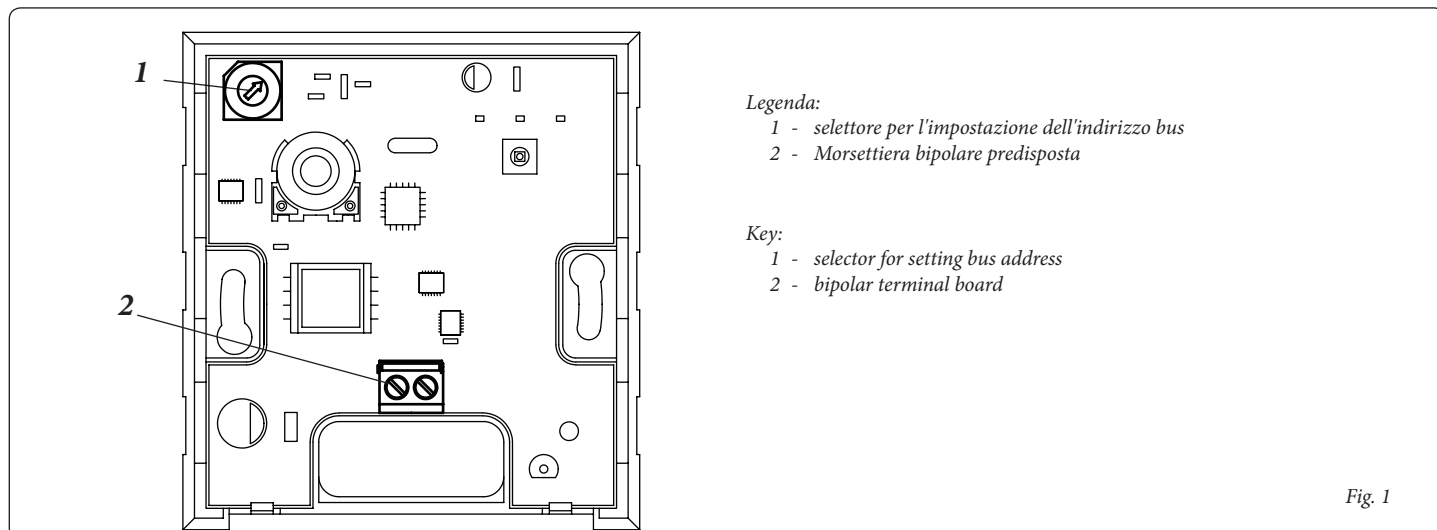 1
2
Legenda:
1 - selettore per l'impostazione dell'indirizzo bus
2 - Morsettiera bipolare predisposta
Key:
1 - selector for setting bus address
2 - bipolar terminal board
Fig. 1